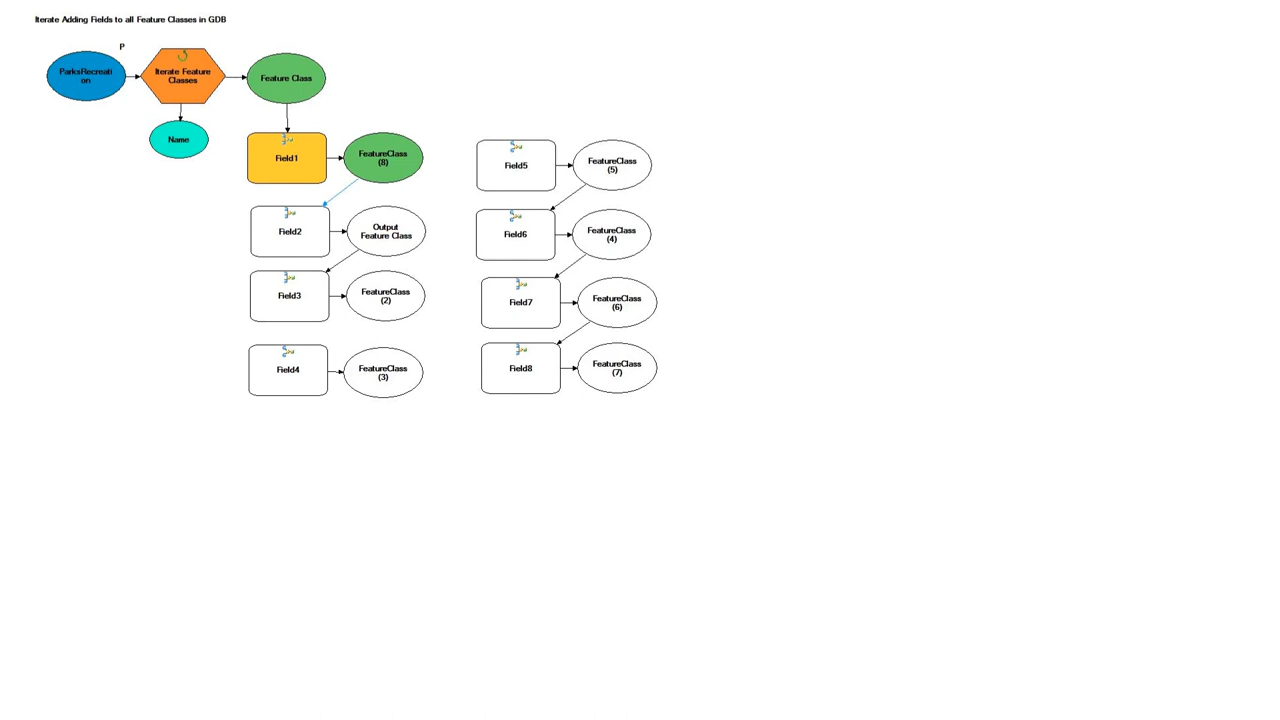 Iterate Adding Fields to all Feature Classes in GDB
P
ParksRecreati
on
Iterate Feature
Classes
Feature Class
Name
Field1
FeatureClass
(8)
Field2
Output
Feature Class
Field3
FeatureClass
(2)
Field4
FeatureClass
(3)
Field5
FeatureClass
(5)
Field6
FeatureClass
(4)
Field7
FeatureClass
(6)
Field8
FeatureClass
(7)